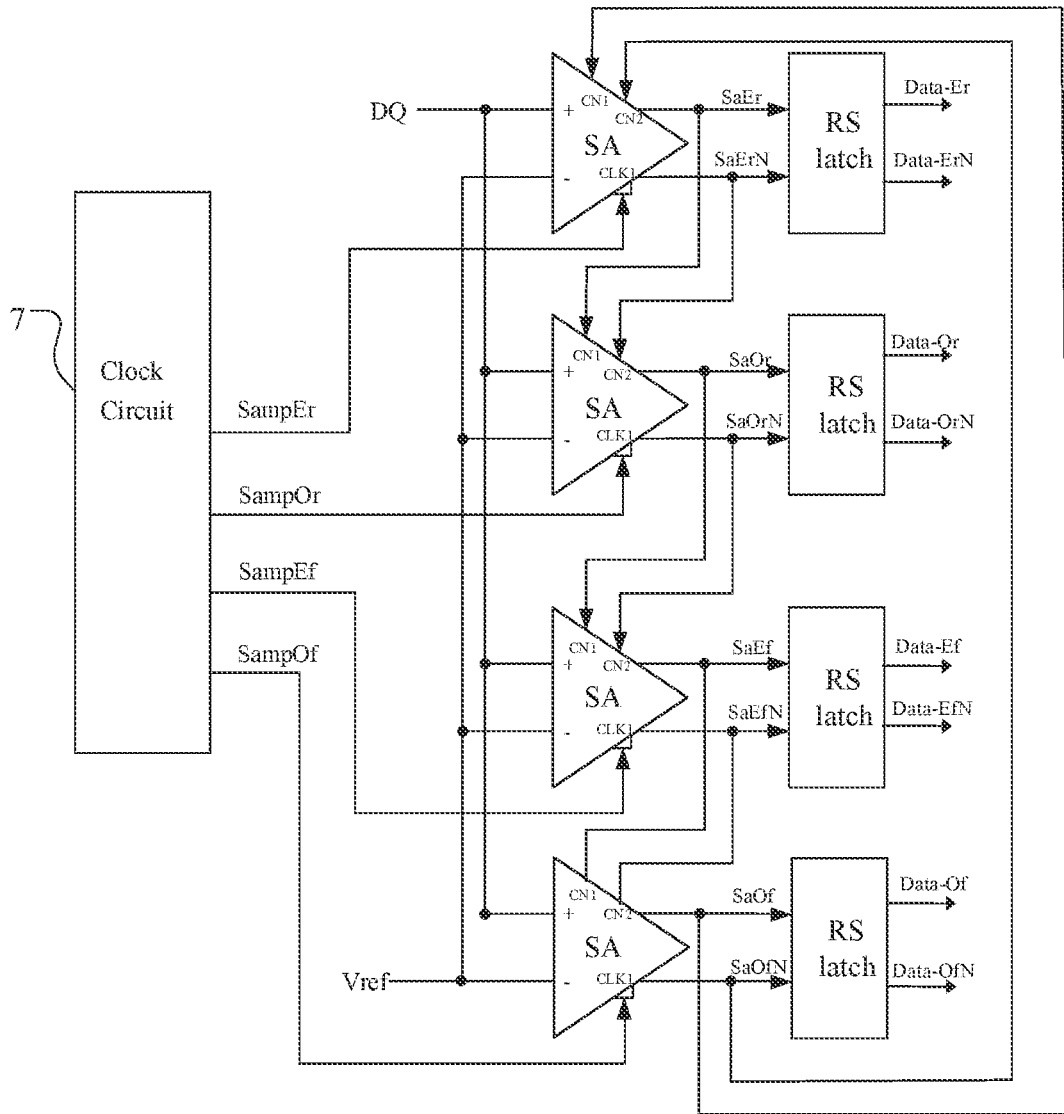 7
Clock
Circuit
SampEr
SampOr
SampEf
SampOf
DQ
Vref
CN1
CN2
+
SA
-
CLK1
SaEr
SaErN
RS
latch
Data-Er
Data-ErN
CN1
CN2
+
SA
-
CLK1
SaOr
SaOrN
RS
latch
Data-Or
Data-OrN
CN1
CN2
+
SA
-
CLK1
SaEf
SaEfN
RS
latch
Data-Ef
Data-EfN
CN1
CN2
+
SA
-
CLK1
SaOf
SaOfN
RS
latch
Data-Of
Data-OfN